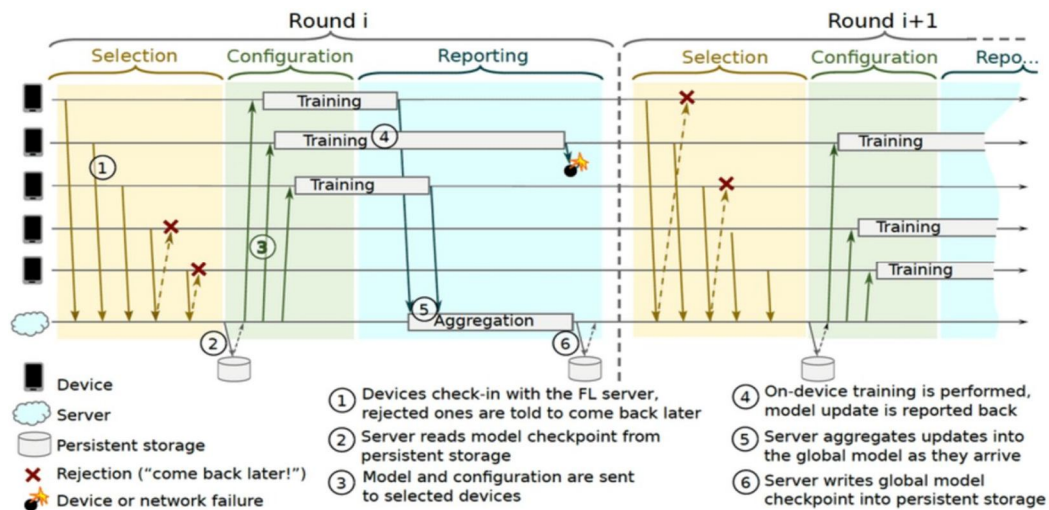 Round i
Round i+1
Selection
Configuration
Reporting
Selection
Configuration
Repo...
Training
Training
4
Training
1
3
Training
Training
Training
2
5
Aggregation
6
Device
Server
Persistent storage
Rejection (“come back later!”)
Device or network failure
1 Devices check-in with the FL server,
rejected ones are told to come back later
2 Server reads model checkpoint from
persistent storage
3 Model and configuration are sent
to selected devices
4 On-device training is performed,
model update is reported back
5 Server aggregates updates into
the global model as they arrive
6 Server writes global model
checkpoint into persistent storage